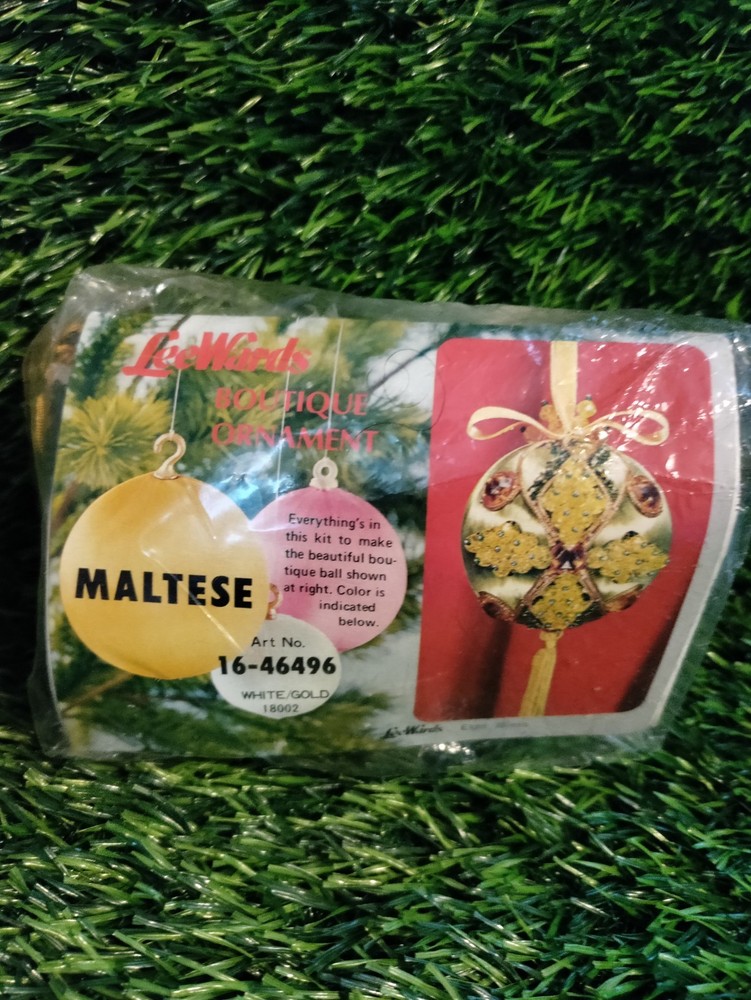 LeeWards
BOUTIQUE
ORNAMENT
MALTESE
Everything's in
this kit to make
the beautiful bou-
tique ball shown
at right. Color is
indicated
below.
Art No.
16-46496
WHITE/GOLD
18002
LeeWards